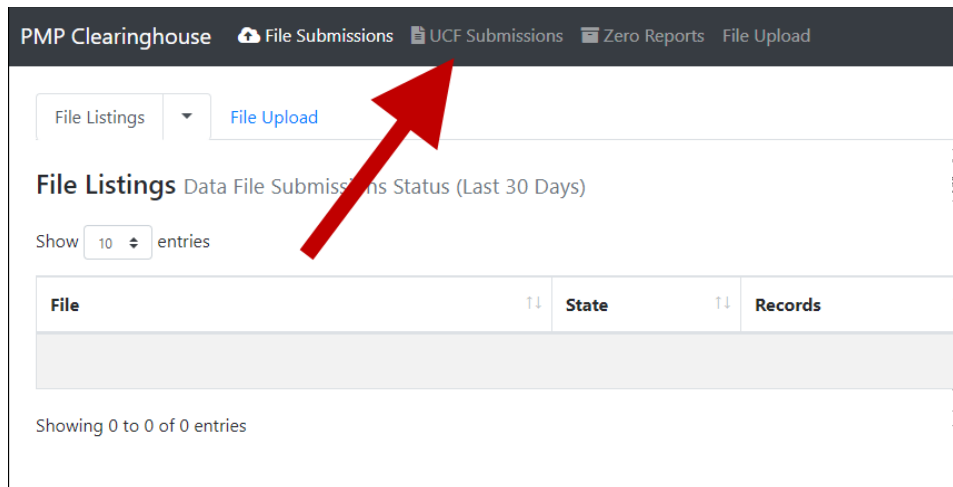 PMP Clearinghouse File Submissions UCF Submissions Zero Reports File Upload
File Listings File Upload
File Listings Data File Submissions Status (Last 30 Days)
Show 10 entries
File State Records
Showing 0 to 0 of 0 entries